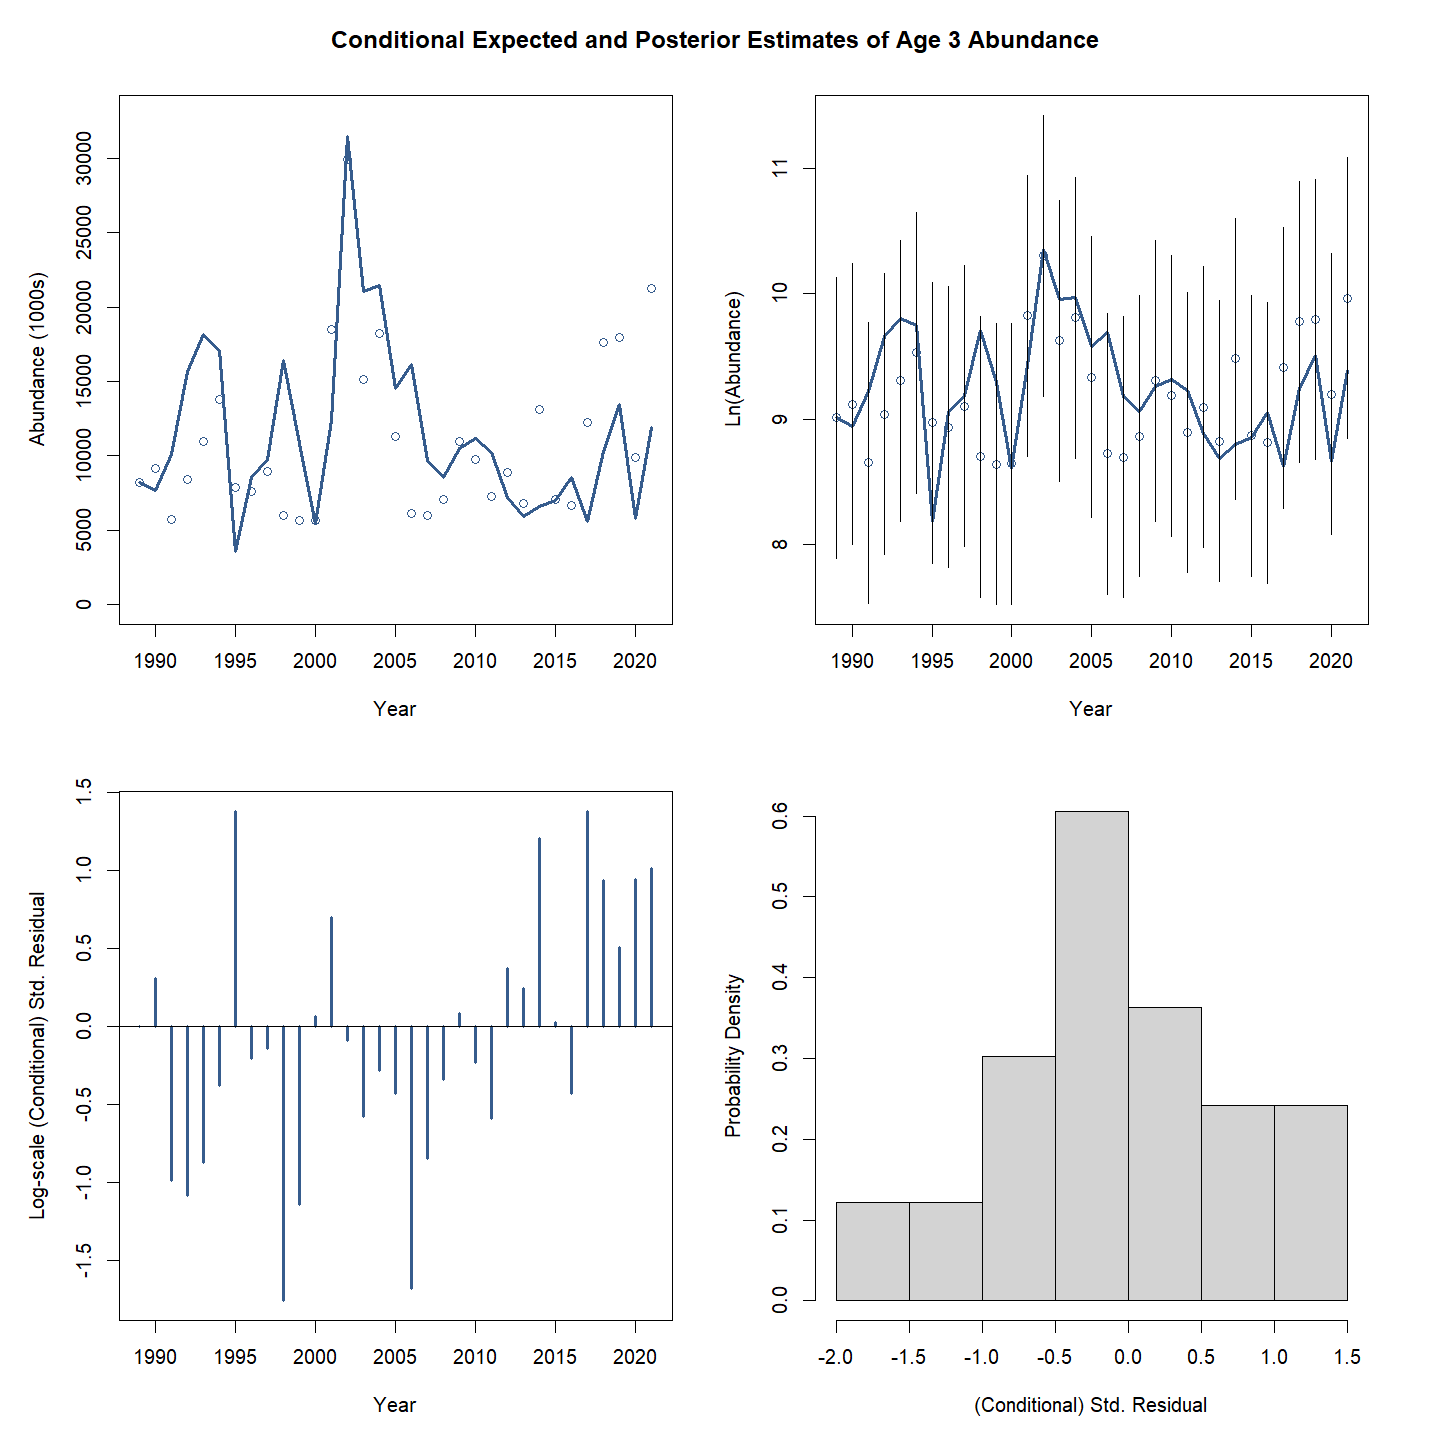 Conditional Expected and Posterior Estimates of Age 3 Abundance
Abundance (1000s)
30000
25000
20000
15000
10000
5000
0
1990 1995 2000 2005 2010 2015 2020
Year
Ln(Abundance)
11
10
9
8
1990 1995 2000 2005 2010 2015 2020
Year
Log-scale (Conditional) Std. Residual
1.5
1.0
0.5
0.0
-0.5
-1.0
-1.5
1990 1995 2000 2005 2010 2015 2020
Year
Probability Density
0.6
0.5
0.4
0.3
0.2
0.1
0.0
-2.0 -1.5 -1.0 -0.5 0.0 0.5 1.0 1.5
(Conditional) Std. Residual